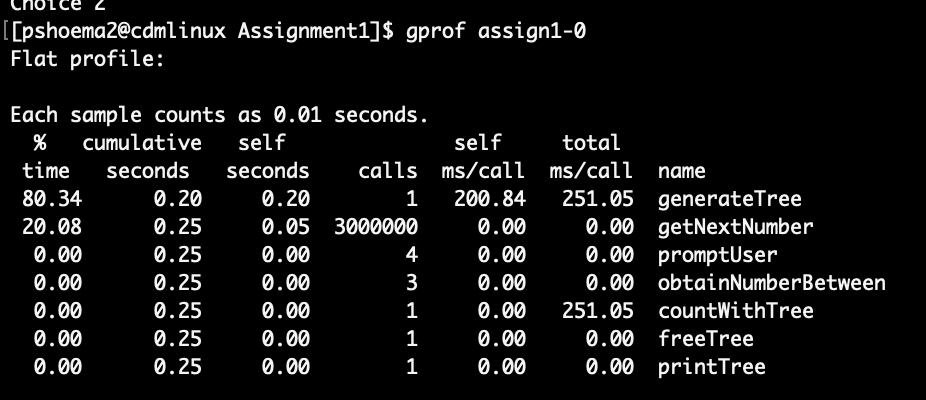 Choice 2
[[pshoema2@cdmlinux Assignment1]$ gprof assign1-0
Flat profile:
Each sample counts as 0.01 seconds.
% cumulative self self total
time seconds seconds calls ms/call ms/call name
80.34 0.20 0.20 1 200.84 251.05 generateTree
20.08 0.25 0.05 3000000 0.00 0.00 getNextNumber
0.00 0.25 0.00 4 0.00 0.00 promptUser
0.00 0.25 0.00 3 0.00 0.00 obtainNumberBetween
0.00 0.25 0.00 1 0.00 251.05 countWithTree
0.00 0.25 0.00 1 0.00 0.00 freeTree
0.00 0.25 0.00 1 0.00 0.00 printTree